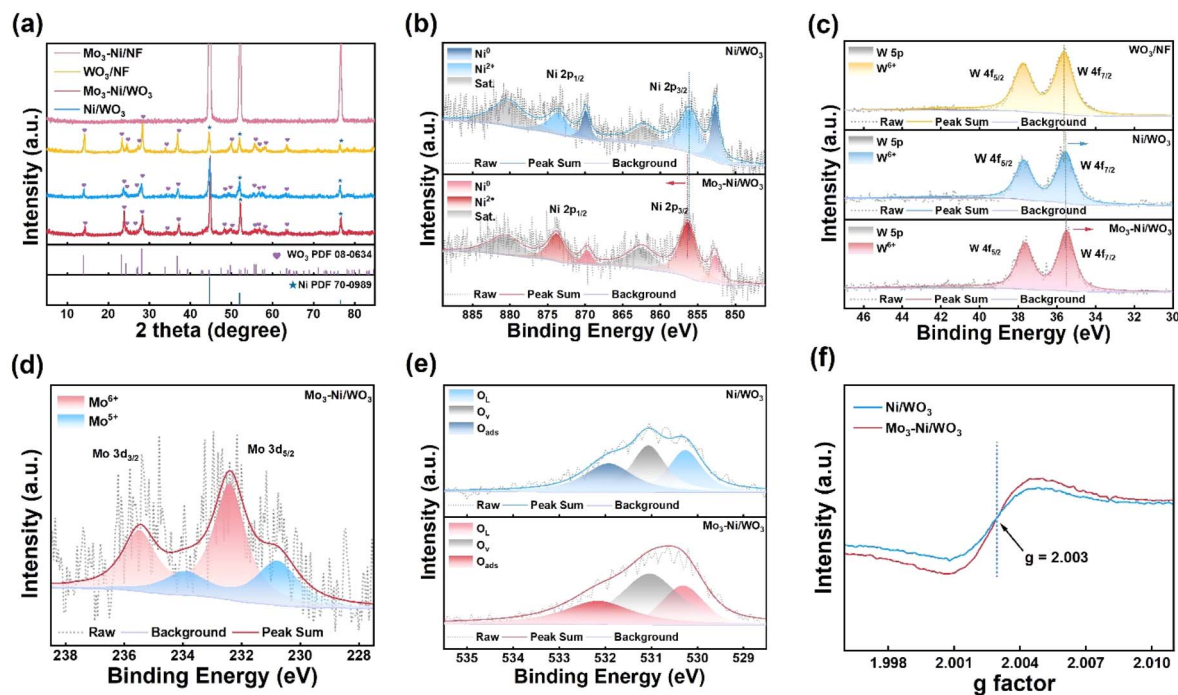 (a)
Mo₃-Ni/NF
WO₃/NF
Mo₃-Ni/WO₃
Ni/WO₃
♥ WO₃ PDF 08-0634
★Ni PDF 70-0989
Intensity (a.u.)
10 20 30 40 50 60 70 80
2 theta (degree)
(b)
Ni/WO₃
Ni⁰
Ni²⁺
Sat.
Ni 2p₁/₂
Ni 2p₃/₂
Raw Peak Sum Background
Mo₃-Ni/WO₃
Ni⁰
Ni²⁺
Sat.
Ni 2p₁/₂
Ni 2p₃/₂
Raw Peak Sum Background
Intensity (a.u.)
885 880 875 870 865 860 855 850
Binding Energy (eV)
(c)
WO₃/NF
W 5p
W⁶⁺
W 4f₅/₂
W 4f₇/₂
Raw Peak Sum Background
Ni/WO₃
W 5p
W⁶⁺
W 4f₅/₂
W 4f₇/₂
Raw Peak Sum Background
Mo₃-Ni/WO₃
W 5p
W⁶⁺
W 4f₅/₂
W 4f₇/₂
Raw Peak Sum Background
Intensity (a.u.)
46 44 42 40 38 36 34 32 30
Binding Energy (eV)
(d)
Mo₃-Ni/WO₃
Mo⁶⁺
Mo⁵⁺
Mo 3d₃/₂
Mo 3d₅/₂
Raw Background Peak Sum
Intensity (a.u.)
238 236 234 232 230 228
Binding Energy (eV)
(e)
Ni/WO₃
O_L
O_v
O_ads
Raw Peak Sum Background
Mo₃-Ni/WO₃
O_L
O_v
O_ads
Raw Peak Sum Background
Intensity (a.u.)
535 534 533 532 531 530 529
Binding Energy (eV)
(f)
Ni/WO₃
Mo₃-Ni/WO₃
g = 2.003
Intensity (a.u.)
1.998 2.001 2.004 2.007 2.010
g factor